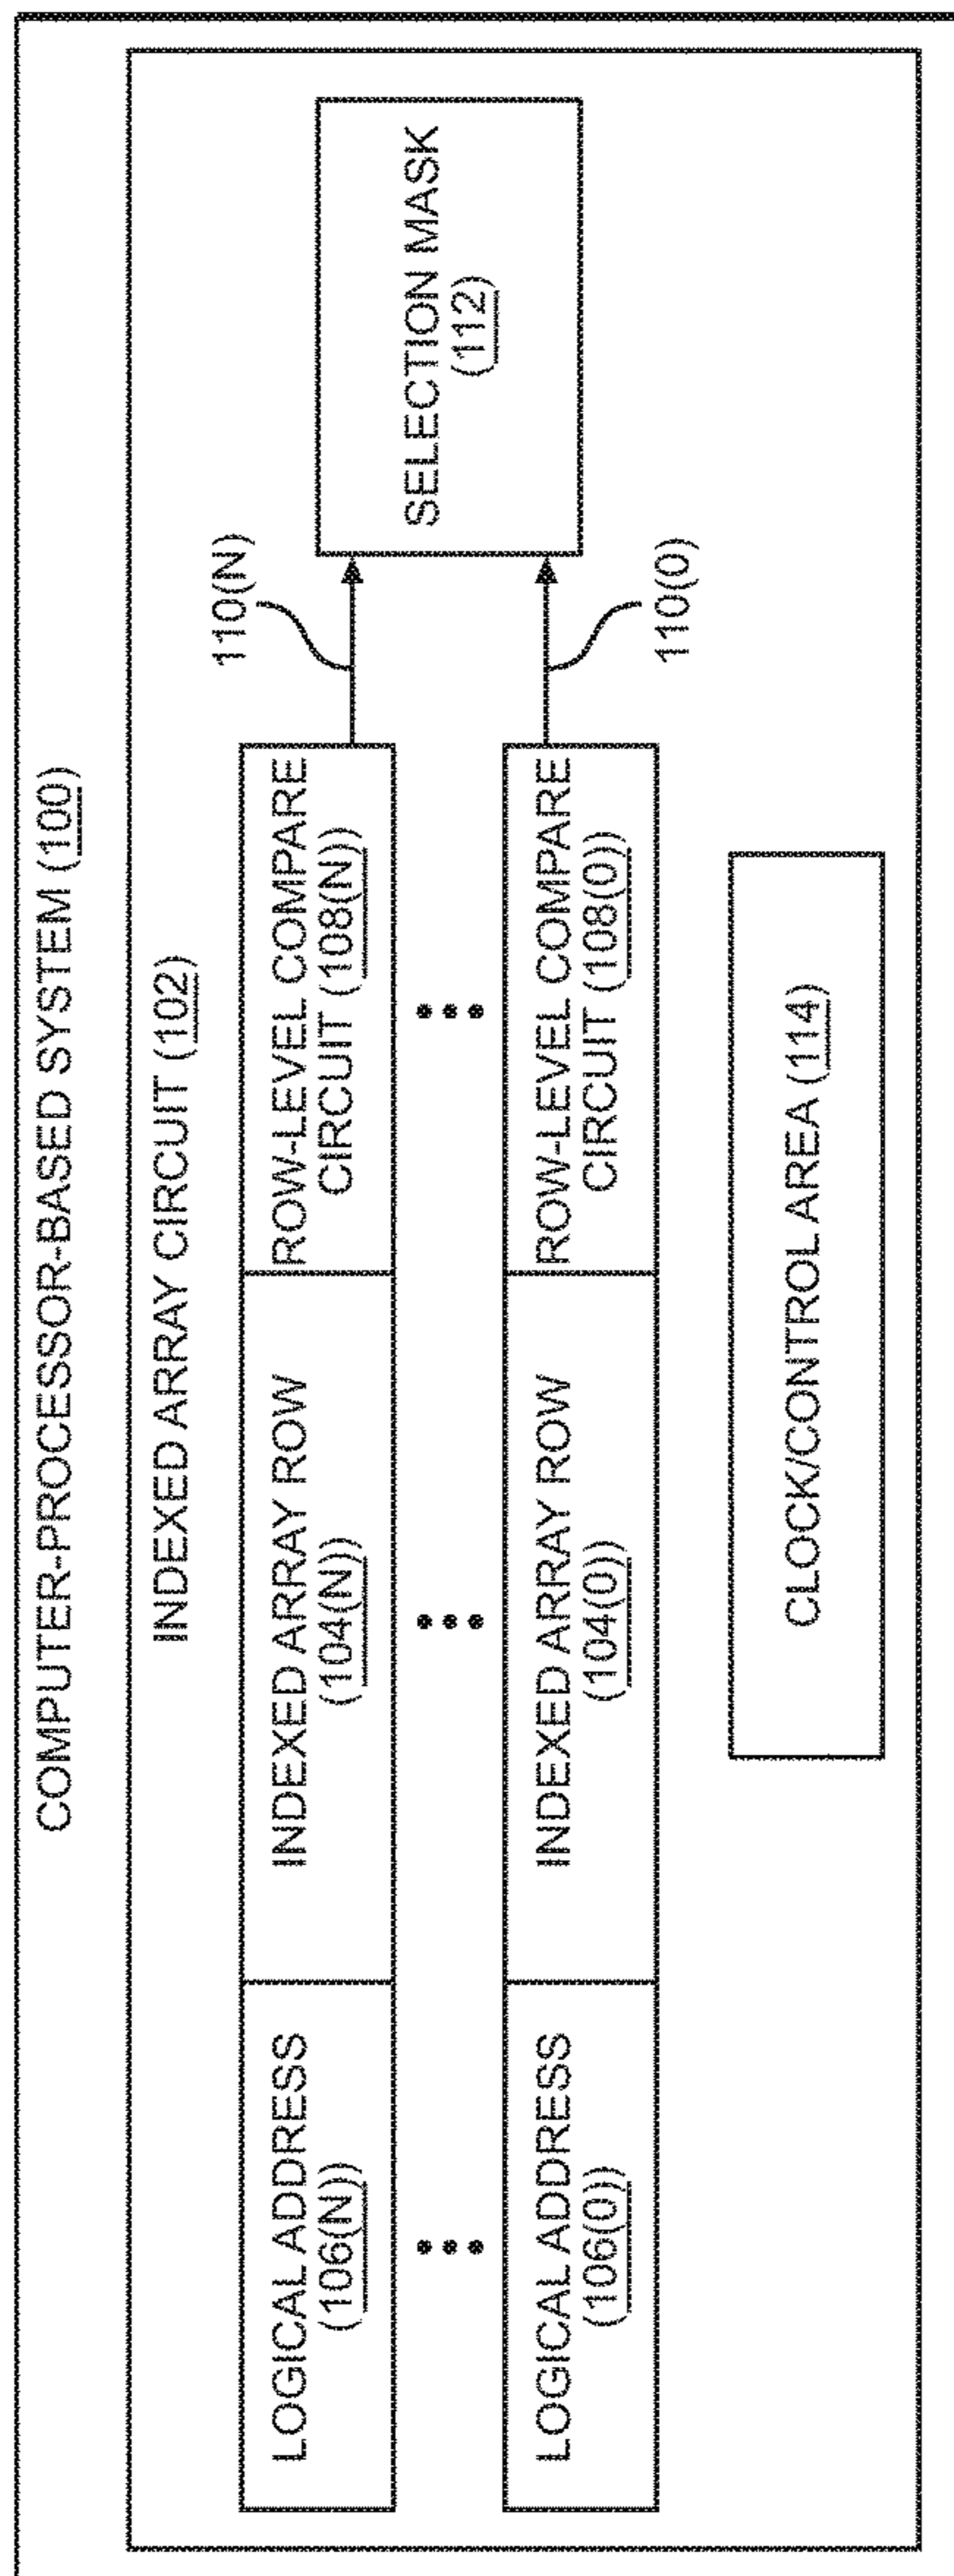 COMPUTER-PROCESSOR-BASED SYSTEM (100)
INDEXED ARRAY CIRCUIT (102)
LOGICAL ADDRESS
(106(N))
INDEXED ARRAY ROW
(104(N))
ROW-LEVEL COMPARE
CIRCUIT (108(N))
110(N)
SELECTION MASK
(112)
LOGICAL ADDRESS
(106(0))
INDEXED ARRAY ROW
(104(0))
ROW-LEVEL COMPARE
CIRCUIT (108(0))
110(0)
CLOCK/CONTROL AREA (114)